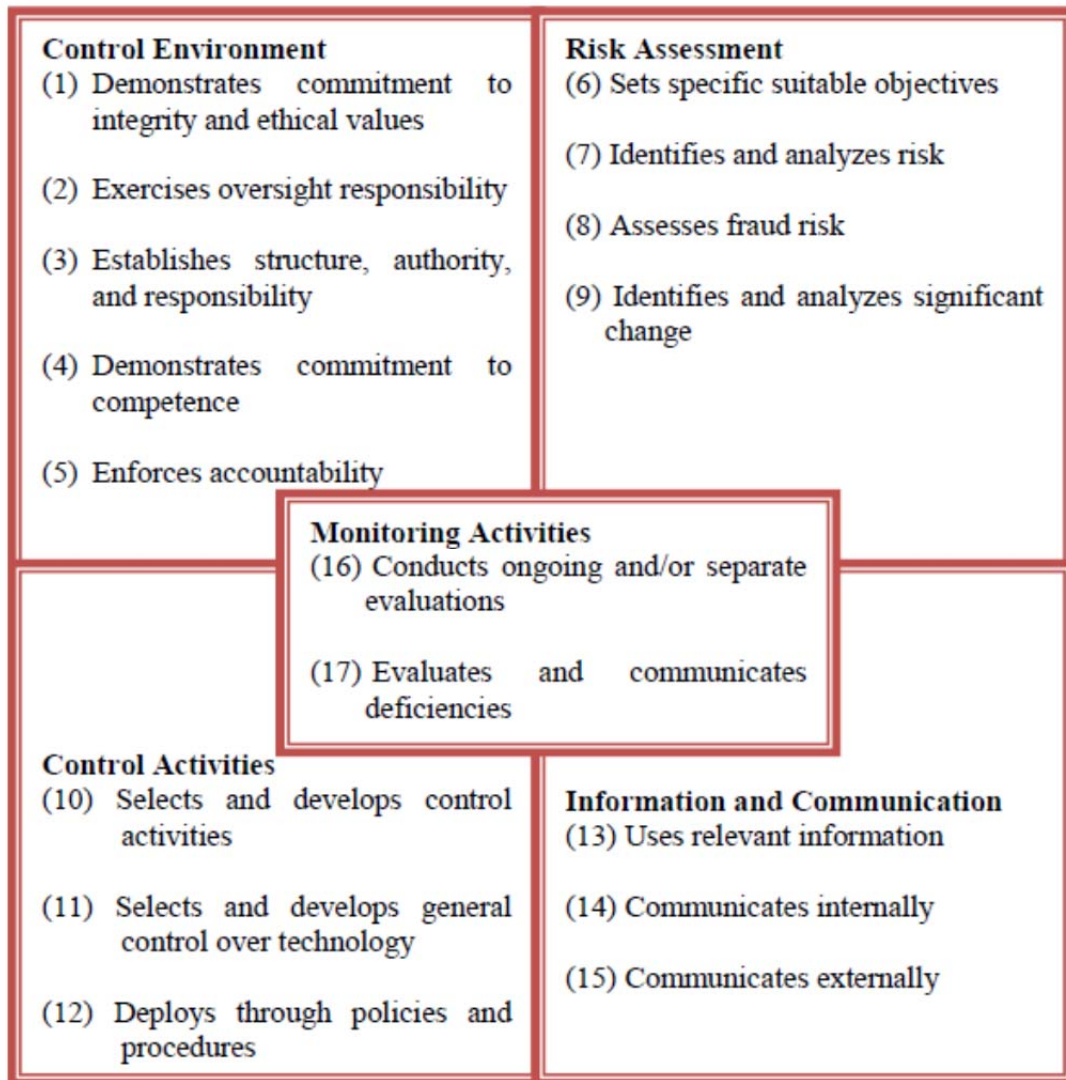 Control Environment
(1) Demonstrates commitment to
integrity and ethical values
(2) Exercises oversight responsibility
(3) Establishes structure, authority,
and responsibility
(4) Demonstrates commitment to
competence
(5) Enforces accountability
Risk Assessment
(6) Sets specific suitable objectives
(7) Identifies and analyzes risk
(8) Assesses fraud risk
(9) Identifies and analyzes significant
change
Monitoring Activities
(16) Conducts ongoing and/or separate
evaluations
(17) Evaluates and communicates
deficiencies
Control Activities
(10) Selects and develops control
activities
(11) Selects and develops general
control over technology
(12) Deploys through policies and
procedures
Information and Communication
(13) Uses relevant information
(14) Communicates internally
(15) Communicates externally